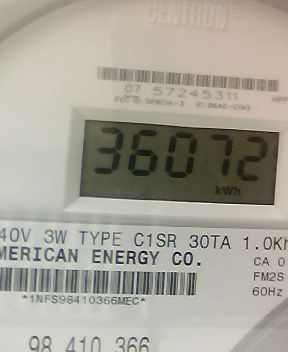 CENTRON®
07 57245311
36072
kWh
40V 3W TYPE C1SR 30TA 1.0Kh
MERICAN ENERGY CO.
CA 0
FM2S
60Hz
*1NFS98410366MEC*
98 410 366